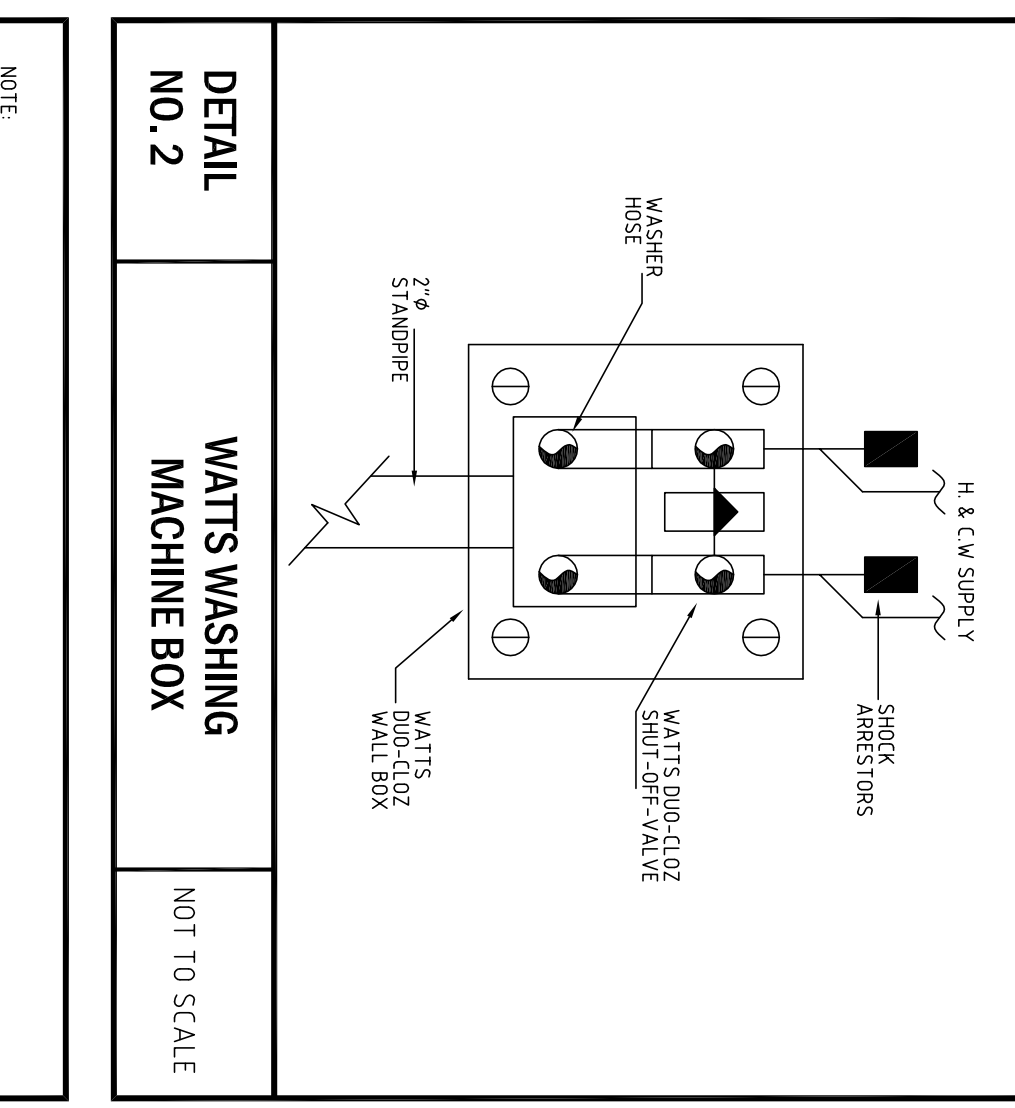 H. & C.W SUPPLY
SHOCK
ARRESTORS
WASHER
HOSE
WATTS DUO-CLOZ
SHUT-OFF-VALVE
2"Ø
STANDPIPE
WATTS
DUO-CLOZ
WALL BOX
DETAIL
NO. 2
WATTS WASHING
MACHINE BOX
NOT TO SCALE
NOTE: